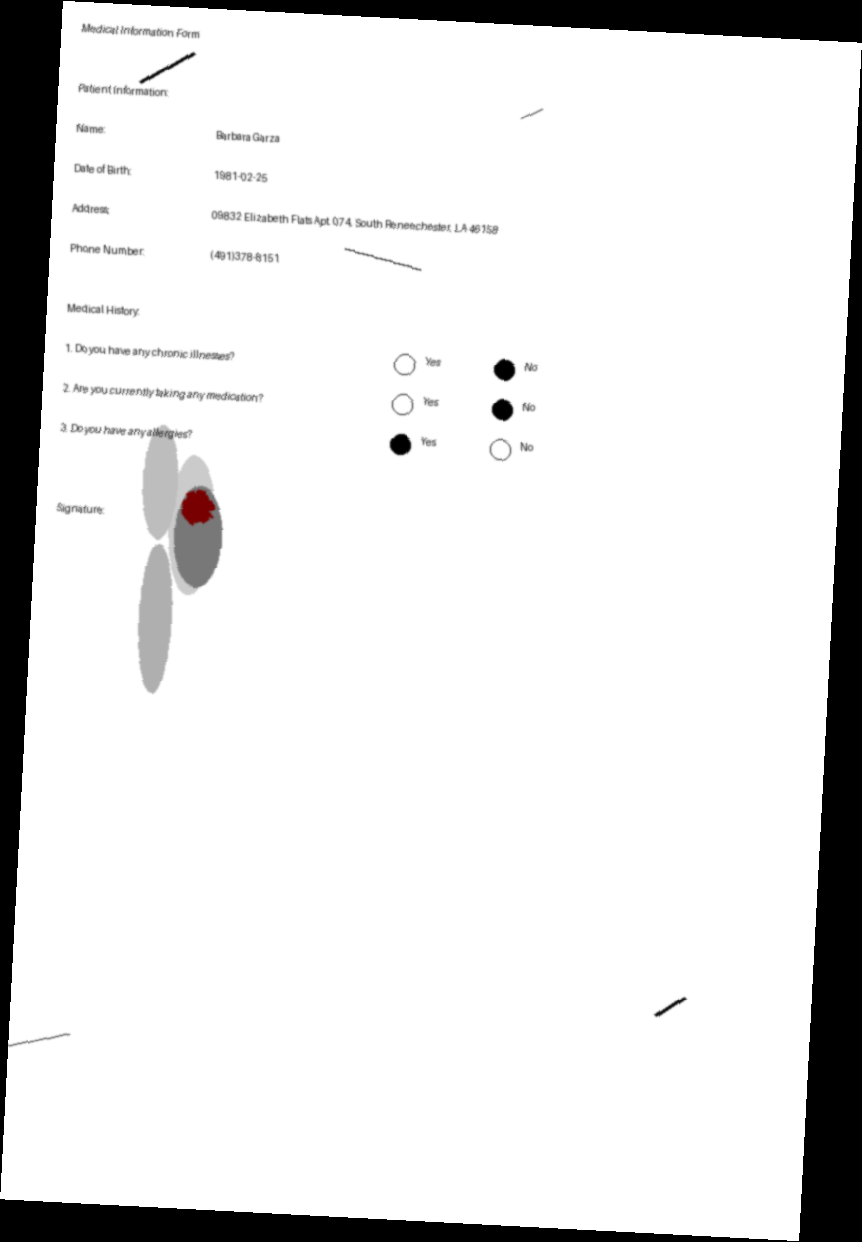 Medical Information Form
Patient Information:
Name: Barbara Garza
Date of Birth: 1981-02-25
Address: 09832 Elizabeth Flats Apt. 074, South Reneechester, LA 46158
Phone Number: (491)378-8151
Medical History:
1. Do you have any chronic illnesses? Yes No
2. Are you currently taking any medication? Yes No
3. Do you have any allergies? Yes No
Signature: